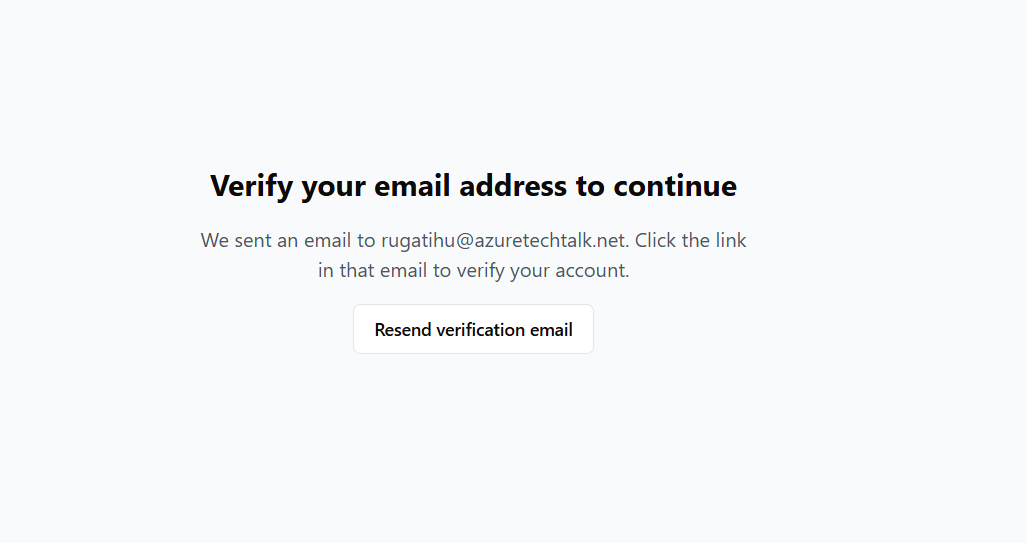 Verify your email address to continue
We sent an email to rugatihu@azuretechtalk.net. Click the link
in that email to verify your account.
Resend verification email